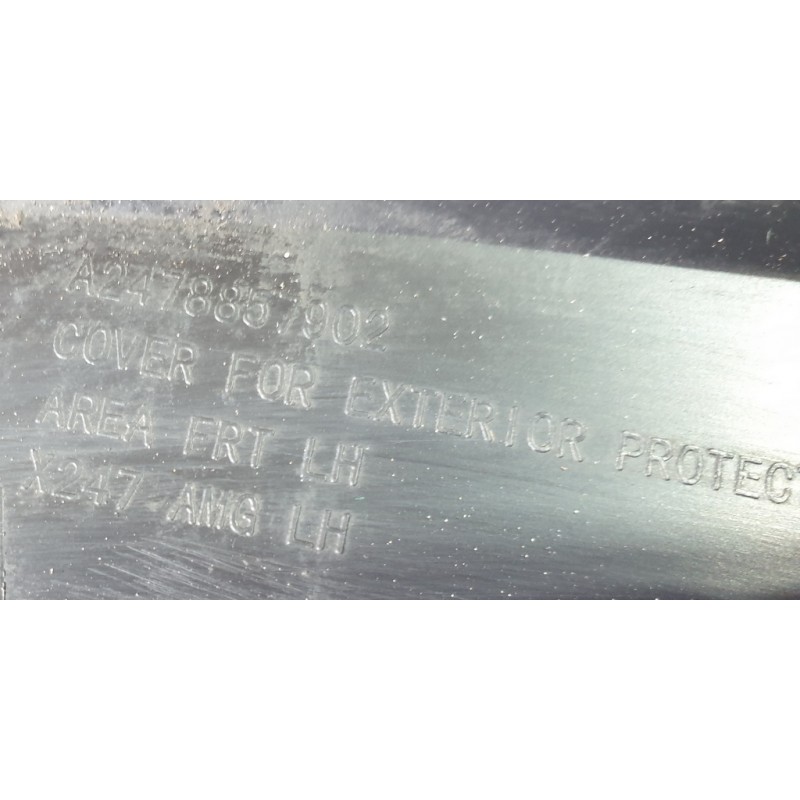 A2478857902
COVER FOR EXTERIOR PROTECT
AREA FRT LH
X247 AMG LH